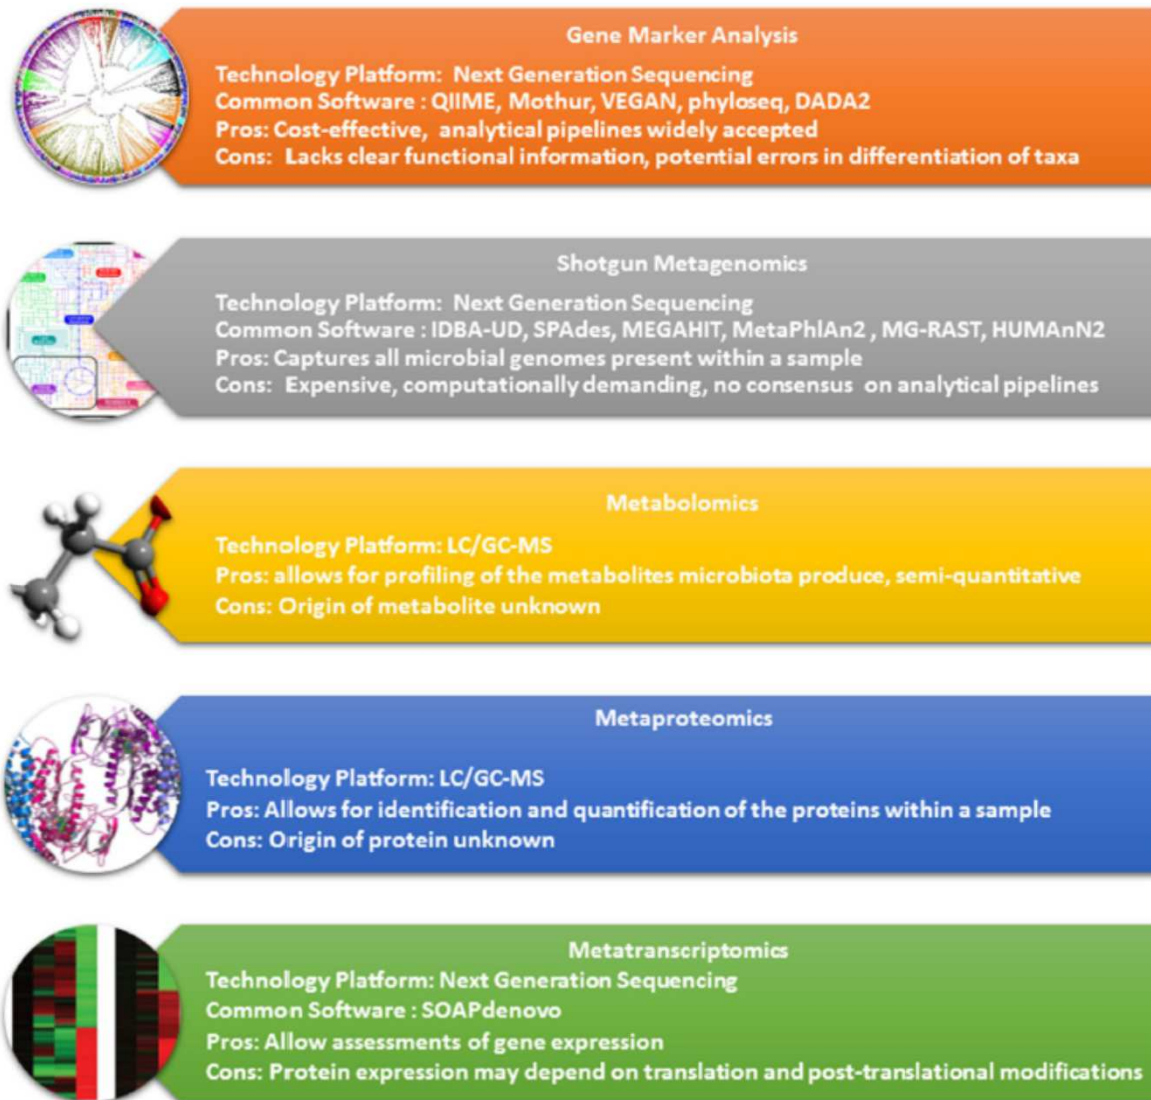 Gene Marker Analysis
Technology Platform: Next Generation Sequencing
Common Software : QIIME, Mothur, VEGAN, phyloseq, DADA2
Pros: Cost-effective, analytical pipelines widely accepted
Cons: Lacks clear functional information, potential errors in differentiation of taxa
Shotgun Metagenomics
Technology Platform: Next Generation Sequencing
Common Software : IDBA-UD, SPAdes, MEGAHIT, MetaPhlAn2 , MG-RAST, HUMAnN2
Pros: Captures all microbial genomes present within a sample
Cons: Expensive, computationally demanding, no consensus on analytical pipelines
Metabolomics
Technology Platform: LC/GC-MS
Pros: allows for profiling of the metabolites microbiota produce, semi-quantitative
Cons: Origin of metabolite unknown
Metaproteomics
Technology Platform: LC/GC-MS
Pros: Allows for identification and quantification of the proteins within a sample
Cons: Origin of protein unknown
Metatranscriptomics
Technology Platform: Next Generation Sequencing
Common Software : SOAPdenovo
Pros: Allow assessments of gene expression
Cons: Protein expression may depend on translation and post-translational modifications